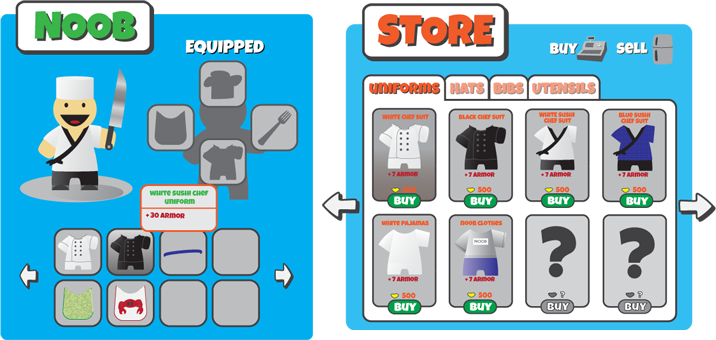 NOOB
EQUIPPED
WHITE SUSHI CHEF
UNIFORM
+ 30 ARMOR
STORE
BUY
SELL
UNIFORMS
HATS
BIBS
UTENSILS
WHITE CHEF SUIT
+ 7 ARMOR
BUY
BLACK CHEF SUIT
+ 7 ARMOR
500
BUY
WHITE SUSHI
CHEF SUIT
+ 7 ARMOR
500
BUY
BLUE SUSHI
CHEF SUIT
+ 7 ARMOR
500
BUY
WHITE PAJAMAS
+ 7 ARMOR
500
BUY
NOOB CLOTHES
NOOB
+ 7 ARMOR
500
BUY
?
?
BUY
?
?
BUY